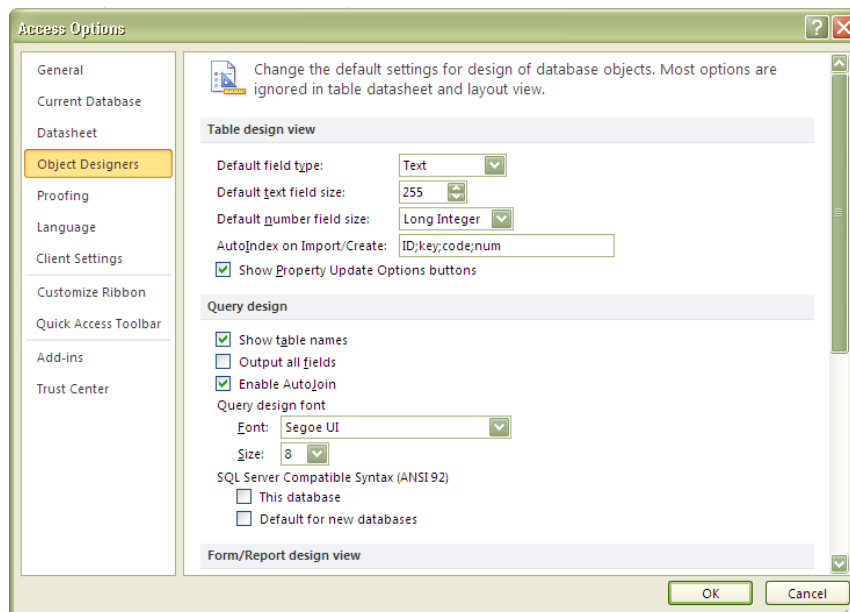 Access Options
General
Current Database
Datasheet
Object Designers
Proofing
Language
Client Settings
Customize Ribbon
Quick Access Toolbar
Add-ins
Trust Center
Change the default settings for design of database objects. Most options are
ignored in table datasheet and layout view.
Table design view
Default field type: Text
Default text field size: 255
Default number field size: Long Integer
AutoIndex on Import/Create: ID;key;code;num
Show Property Update Options buttons
Query design
Show table names
Output all fields
Enable AutoJoin
Query design font
Font: Segoe UI
Size: 8
SQL Server Compatible Syntax (ANSI 92)
This database
Default for new databases
Form/Report design view
OK Cancel